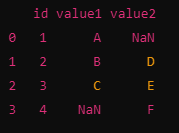 id value1 value2
0 1 A NaN
1 2 B D
2 3 C E
3 4 NaN F